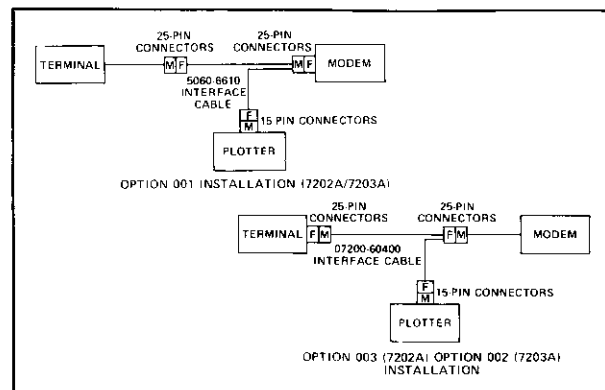 25-PIN CONNECTORS
25-PIN CONNECTORS
TERMINAL
M F
M F
MODEM
5060-8610
INTERFACE
CABLE
F
M
15 PIN CONNECTORS
PLOTTER
OPTION 001 INSTALLATION (7202A/7203A)
25-PIN CONNECTORS
25-PIN CONNECTORS
TERMINAL
F M
F M
MODEM
07200-60400
INTERFACE CABLE
F
M
15-PIN CONNECTORS
PLOTTER
OPTION 003 (7202A) OPTION 002 (7203A)
INSTALLATION